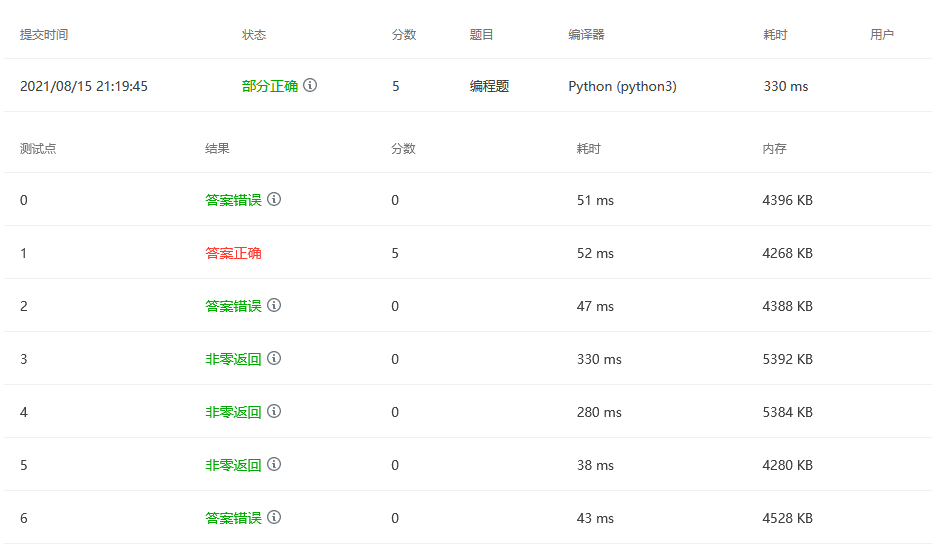 提交时间 状态 分数 题目 编译器 耗时 用户
2021/08/15 21:19:45 部分正确 5 编程题 Python (python3) 330 ms
测试点 结果 分数 耗时 内存
0 答案错误 0 51 ms 4396 KB
1 答案正确 5 52 ms 4268 KB
2 答案错误 0 47 ms 4388 KB
3 非零返回 0 330 ms 5392 KB
4 非零返回 0 280 ms 5384 KB
5 非零返回 0 38 ms 4280 KB
6 答案错误 0 43 ms 4528 KB